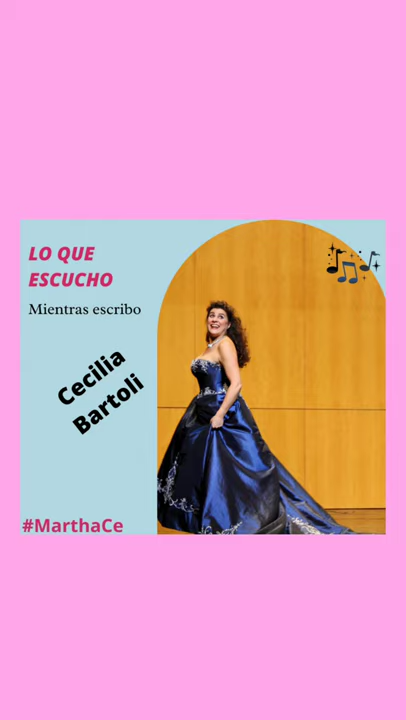 LO QUE
ESCUCHO
Mientras escribo
Cecilia
Bartoli
#MarthaCe